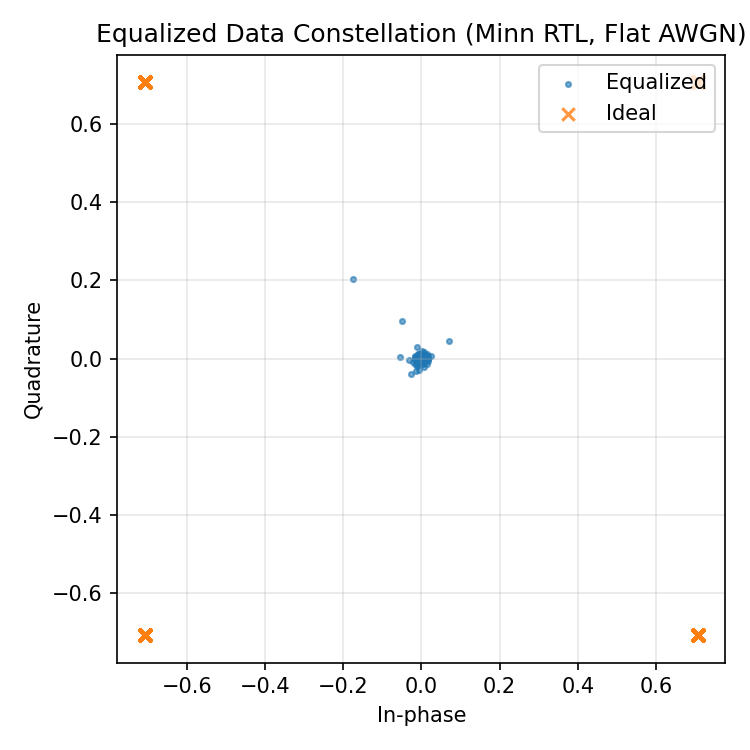 Equalized Data Constellation (Minn RTL, Flat AWGN)
Equalized
Ideal
0.6
0.4
0.2
0.0
−0.2
−0.4
−0.6
Quadrature
−0.6
−0.4
−0.2
0.0
0.2
0.4
0.6
In-phase